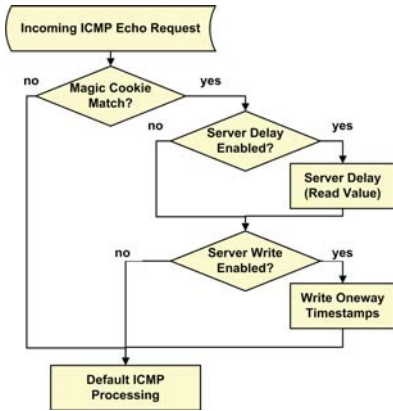 Incoming ICMP Echo Request
no
Magic Cookie
Match?
yes
no
Server Delay
Enabled?
yes
Server Delay
(Read Value)
no
Server Write
Enabled?
yes
Write Oneway
Timestamps
Default ICMP
Processing